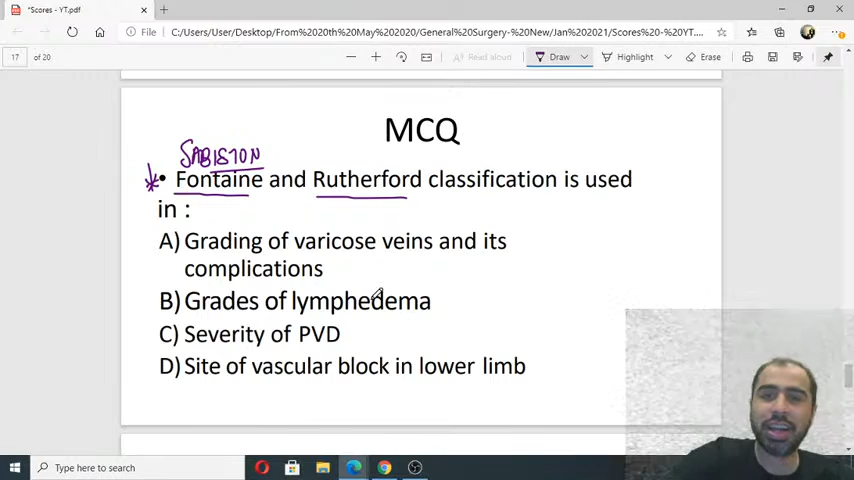 *Scores - YT.pdf
File
C:/Users/User/Desktop/From%2020th%20May%202020/General%20Surgery-%20New/Jan%202021/Scores%20-%20YT....
17
of 20
Read aloud
Draw
Highlight
Erase
MCQ
SABISTON
• Fontaine and Rutherford classification is used
in :
A) Grading of varicose veins and its
complications
B) Grades of lymphedema
C) Severity of PVD
D) Site of vascular block in lower limb
Type here to search